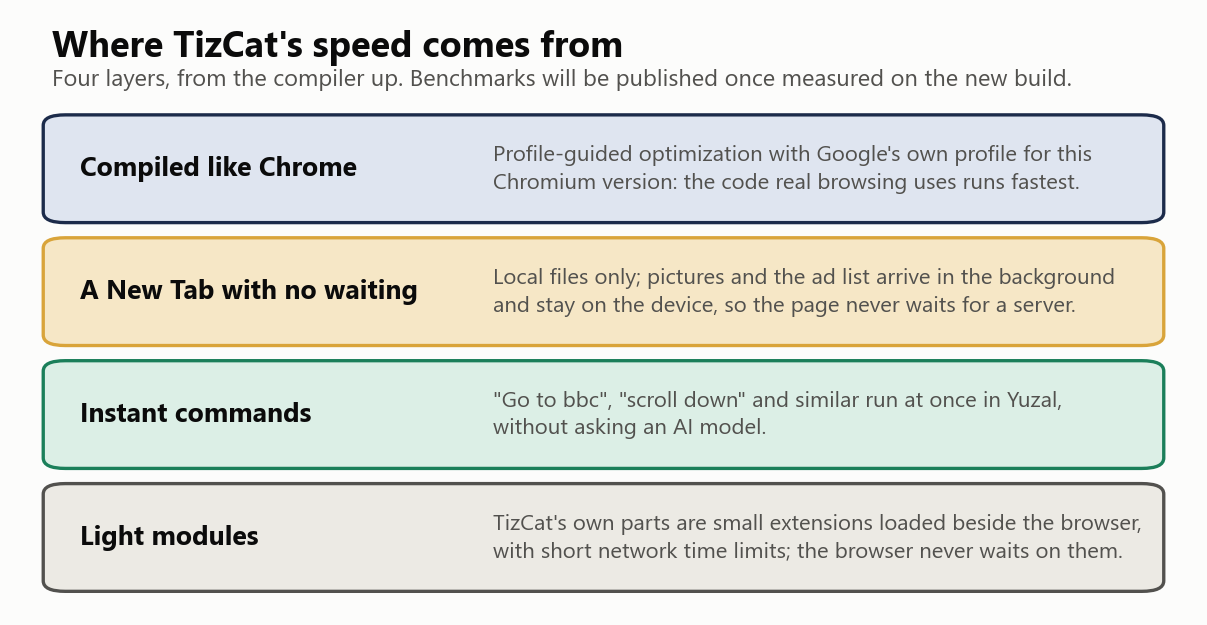 Where TizCat's speed comes from
Four layers, from the compiler up. Benchmarks will be published once measured on the new build.
Compiled like Chrome
Profile-guided optimization with Google's own profile for this
Chromium version: the code real browsing uses runs fastest.
A New Tab with no waiting
Local files only; pictures and the ad list arrive in the background
and stay on the device, so the page never waits for a server.
Instant commands
"Go to bbc", "scroll down" and similar run at once in Yuzal,
without asking an AI model.
Light modules
TizCat's own parts are small extensions loaded beside the browser,
with short network time limits; the browser never waits on them.